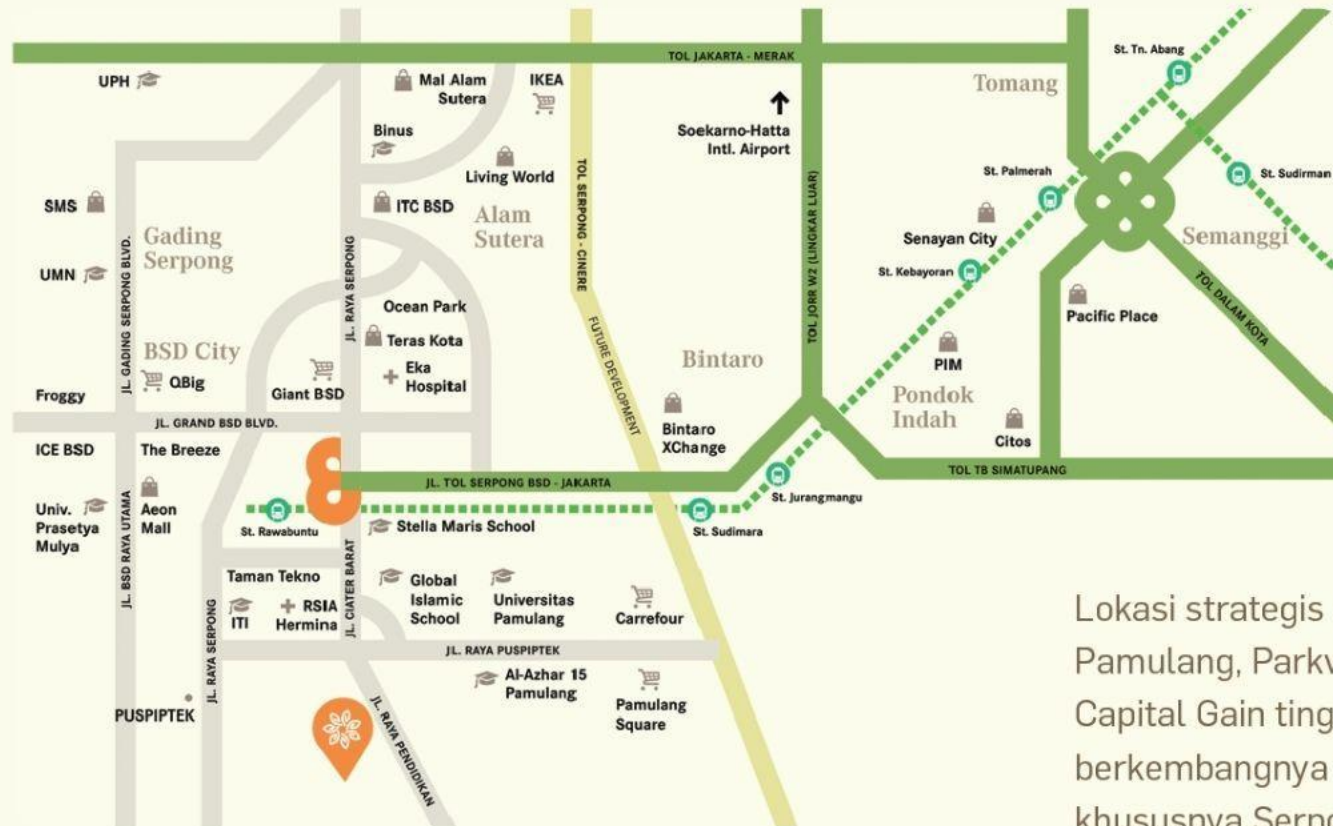 TOL JAKARTA - MERAK
St. Tn. Abang
UPH
Mal Alam
Sutera
IKEA
Tomang
Soekarno-Hatta
Intl. Airport
Binus
Living World
St. Palmerah
St. Sudirman
SMS
ITC BSD
Alam
Sutera
TOL SERPONG - CINERE
TOL JORR W2 (LINGKAR LUAR)
Senayan City
Semanggi
Gading
Serpong
UMN
JL. GADING SERPONG BLVD.
JL. RAYA SERPONG
St. Kebayoran
TOL DALAM KOTA
Ocean Park
Pacific Place
Teras Kota
FUTURE DEVELOPMENT
BSD City
QBig
Giant BSD
Eka
Hospital
Bintaro
PIM
Pondok
Indah
Froggy
JL. GRAND BSD BLVD.
Bintaro
XChange
Citos
ICE BSD
The Breeze
JL. TOL SERPONG BSD - JAKARTA
TOL TB SIMATUPANG
St. Jurangmangu
Univ.
Prasetya
Mulya
JL. BSD RAYA UTAMA
Aeon
Mall
St. Rawabuntu
Stella Maris School
St. Sudimara
JL. CIATER BARAT
Taman Tekno
ITI
RSIA
Hermina
Global
Islamic
School
Universitas
Pamulang
Carrefour
JL. RAYA SERPONG
JL. RAYA PUSPIPTEK
Al-Azhar 15
Pamulang
Pamulang
Square
PUSPIPTEK
JL. RAYA PENDIDIKAN
Lokasi strategis
Pamulang,
Capital Gain
berkembangnya
khususnya